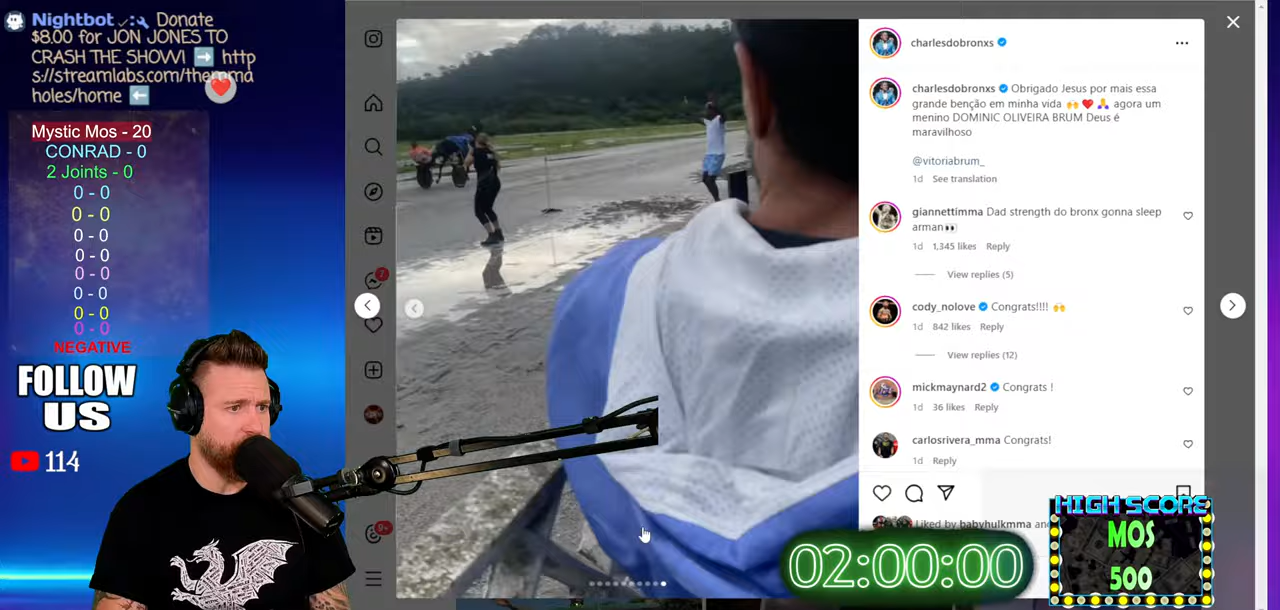 Nightbot ✓: Donate
$8.00 for JON JONES TO
CRASH THE SHOW! ➡️ http
s://streamlabs.com/themma
holes/home ⬅️
Mystic Mos - 20
CONRAD - 0
2 Joints - 0
0 - 0
0 - 0
0 - 0
0 - 0
0 - 0
0 - 0
0 - 0
0 - 0
NEGATIVE
FOLLOW
US
114
7
9+
charlesdobronxs
charlesdobronxs Obrigado Jesus por mais essa
grande benção em minha vida 🙌❤️🙏 agora um
menino DOMINIC OLIVEIRA BRUM Deus é
maravilhoso
@vitoriabrum_
1d See translation
giannettimma Dad strength do bronx gonna sleep
arman👀
1d 1,345 likes Reply
View replies (5)
cody_nolove Congrats!!!! 🙌
1d 842 likes Reply
View replies (12)
mickmaynard2 Congrats !
1d 36 likes Reply
carlosrivera_mma Congrats!
1d Reply
Liked by babyhulkmma and
02:00:00
HIGH SCORE
MOS
500